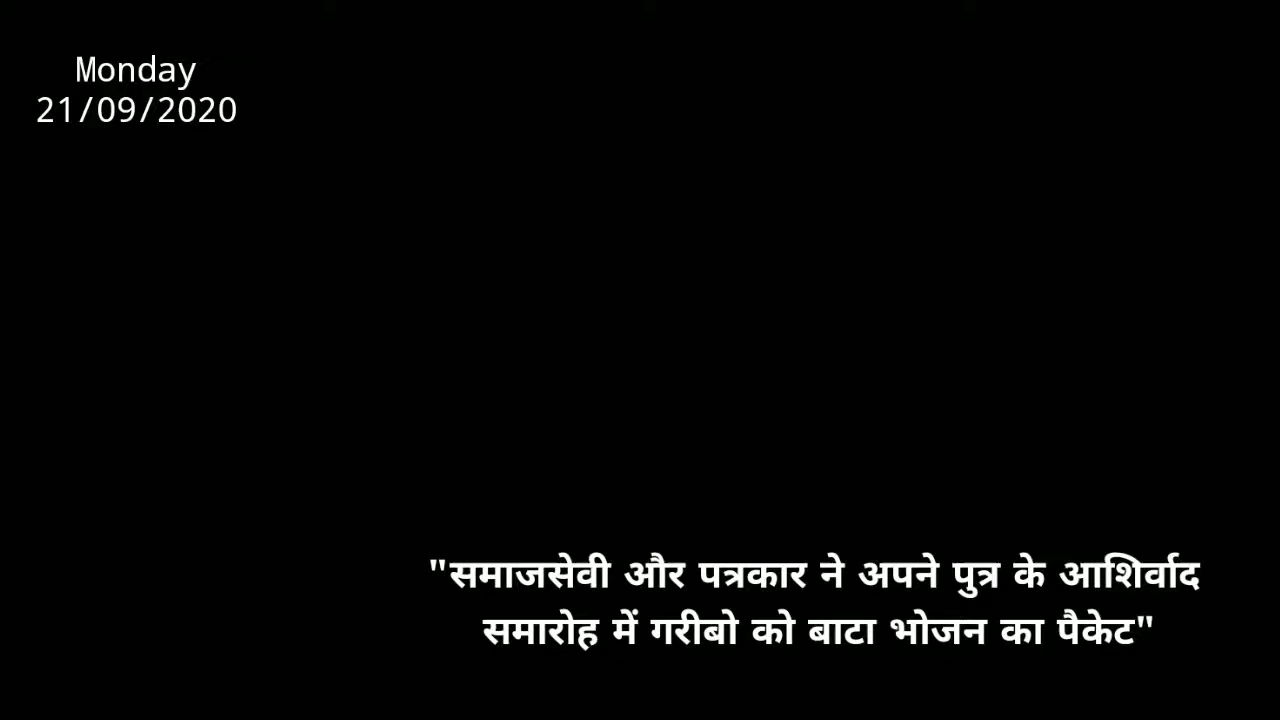 Monday
21/09/2020
"समाजसेवी और पत्रकार ने अपने पुत्र के आशिर्वाद
समारोह में गरीबो को बाटा भोजन का पैकेट"